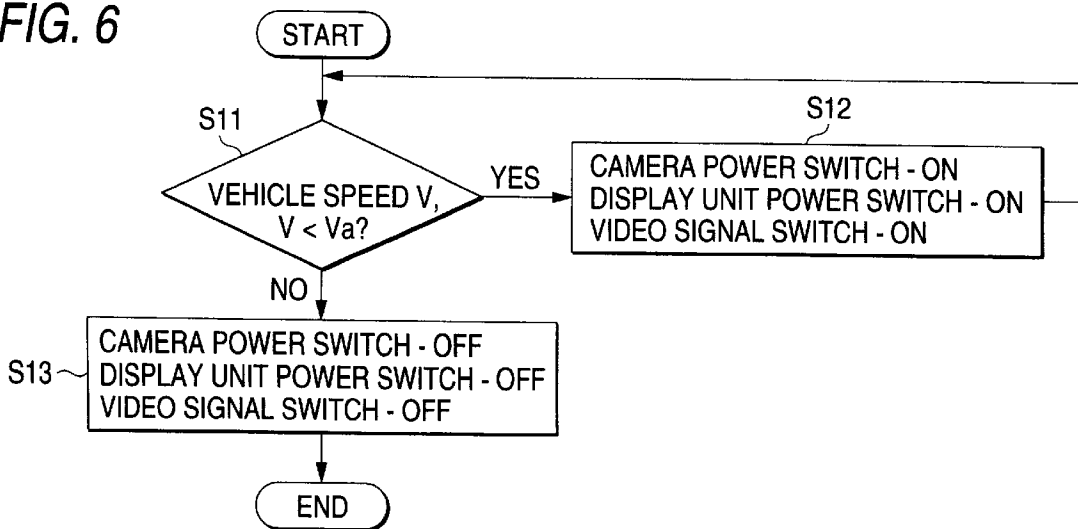 FIG. 6
START
S11
VEHICLE SPEED V,
V < Va?
YES
S12
CAMERA POWER SWITCH - ON
DISPLAY UNIT POWER SWITCH - ON
VIDEO SIGNAL SWITCH - ON
NO
S13
CAMERA POWER SWITCH - OFF
DISPLAY UNIT POWER SWITCH - OFF
VIDEO SIGNAL SWITCH - OFF
END